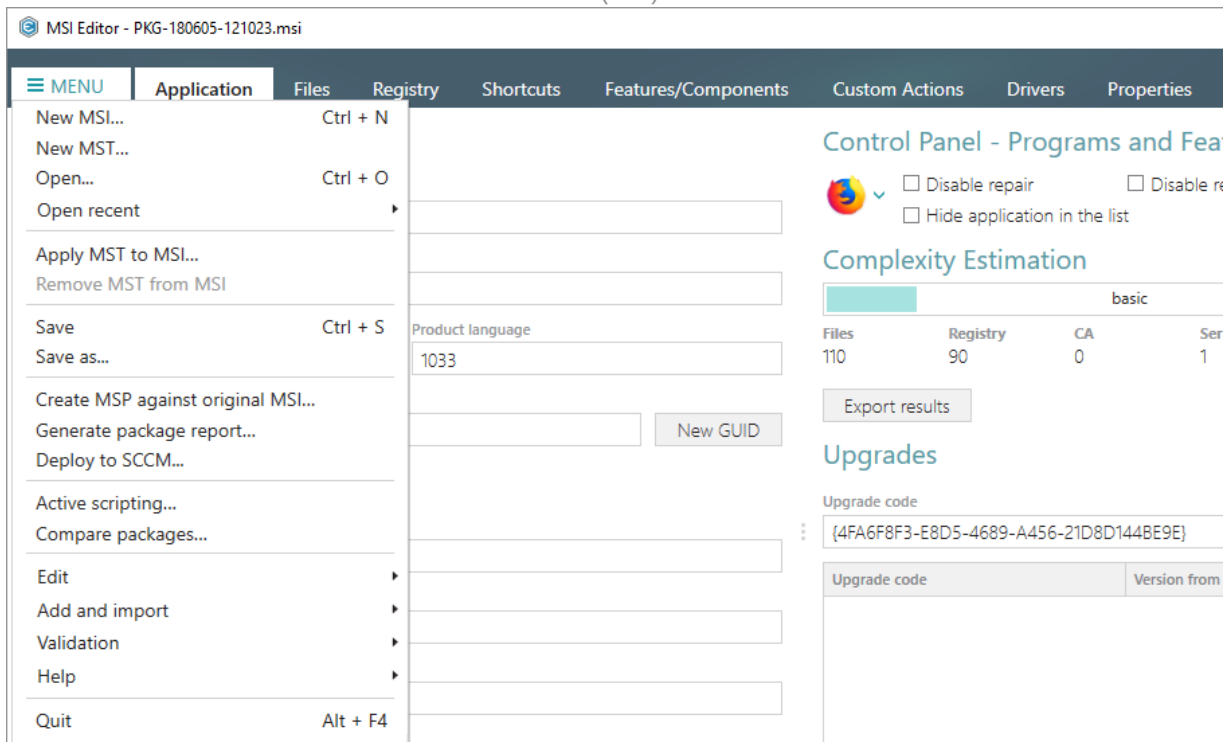 MSI Editor - PKG-180605-121023.msi
MENU Application Files Registry Shortcuts Features/Components Custom Actions Drivers Properties
New MSI... Ctrl + N
New MST...
Open... Ctrl + O
Open recent
Apply MST to MSI...
Remove MST from MSI
Save Ctrl + S
Save as...
Create MSP against original MSI...
Generate package report...
Deploy to SCCM...
Active scripting...
Compare packages...
Edit
Add and import
Validation
Help
Quit Alt + F4
Product language
1033
New GUID
Control Panel - Programs and Fea
Disable repair Disable re
Hide application in the list
Complexity Estimation
basic
Files Registry CA Ser
110 90 0 1
Export results
Upgrades
Upgrade code
{4FA6F8F3-E8D5-4689-A456-21D8D144BE9E}
Upgrade code Version from